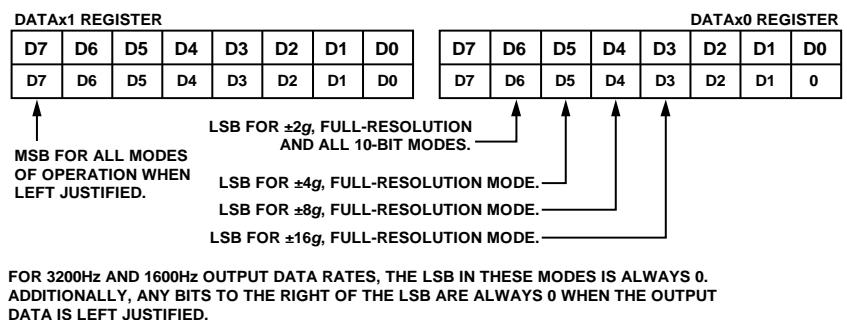 DATAx1 REGISTER
DATAx0 REGISTER
D7 D6 D5 D4 D3 D2 D1 D0 D7 D6 D5 D4 D3 D2 D1 D0
D7 D6 D5 D4 D3 D2 D1 D0 D7 D6 D5 D4 D3 D2 D1 0
MSB FOR ALL MODES
OF OPERATION WHEN
LEFT JUSTIFIED.
LSB FOR ±2g, FULL-RESOLUTION
AND ALL 10-BIT MODES.
LSB FOR ±4g, FULL-RESOLUTION MODE.
LSB FOR ±8g, FULL-RESOLUTION MODE.
LSB FOR ±16g, FULL-RESOLUTION MODE.
FOR 3200Hz AND 1600Hz OUTPUT DATA RATES, THE LSB IN THESE MODES IS ALWAYS 0.
ADDITIONALLY, ANY BITS TO THE RIGHT OF THE LSB ARE ALWAYS 0 WHEN THE OUTPUT
DATA IS LEFT JUSTIFIED.